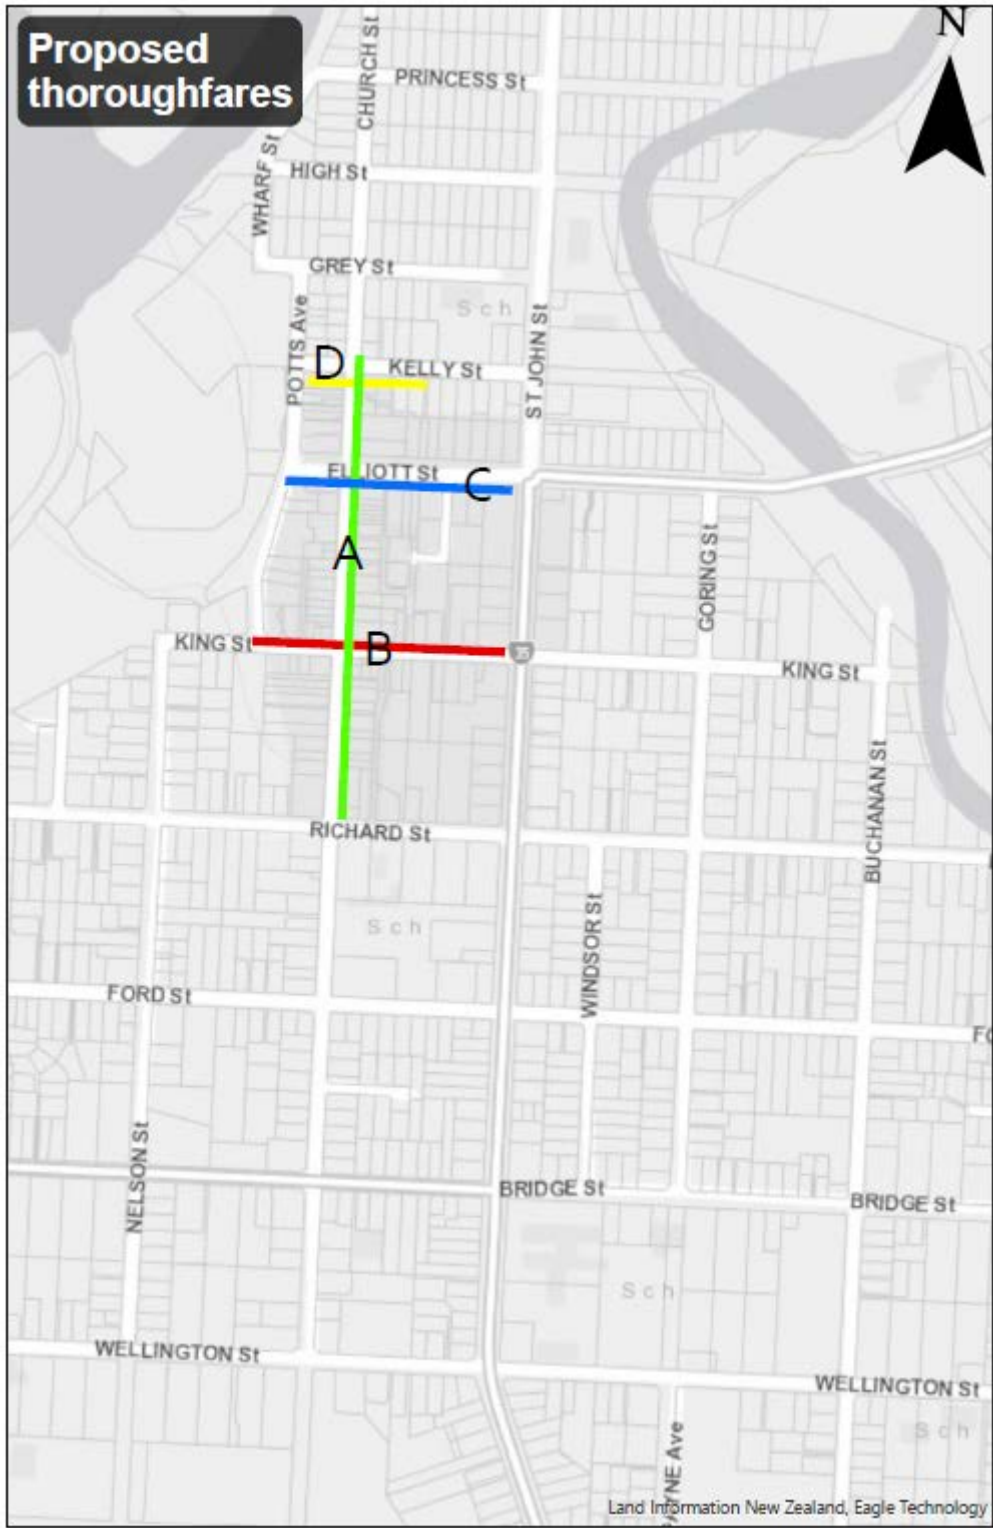 Proposed
thoroughfares
N
CHURCH St
PRINCESS St
WHARF St
HIGH St
GREY St
Sch
POTTS Ave
ST JOHN St
D
KELLY St
ELLIOTT St
C
A
GORING St
KING St
B
35
KING St
BUCHANAN St
RICHARD St
WINDSOR St
Sch
FORD St
NELSON St
BRIDGE St
BRIDGE St
Sch
WELLINGTON St
WELLINGTON St
Sch
Land Information New Zealand, Eagle Technology